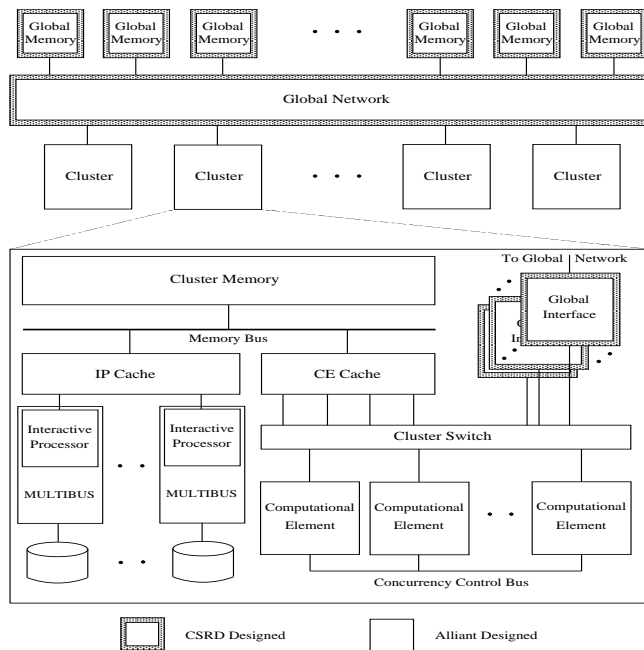 Global Memory
Global Memory
Global Memory
Global Memory
Global Memory
Global Memory
Global Network
Cluster
Cluster
Cluster
Cluster
To Global Network
Cluster Memory
Global Interface
Memory Bus
IP Cache
CE Cache
Interactive Processor
Interactive Processor
Cluster Switch
MULTIBUS
MULTIBUS
Computational Element
Computational Element
Computational Element
Concurrency Control Bus
CSRD Designed
Alliant Designed